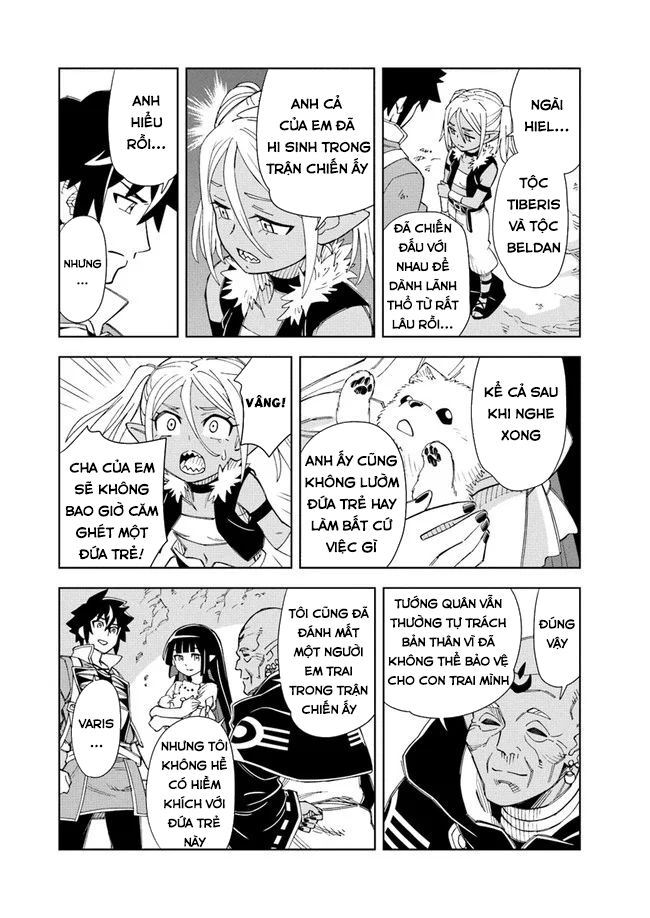 NGÀI
HIEL...
TỘC
TIBERIS
VÀ TỘC
BELDAN
ĐÃ CHIẾN
ĐẤU VỚI
NHAU ĐỂ
DÀNH LÃNH
THỔ TỪ RẤT
LÂU RỒI...
ANH CẢ
CỦA EM ĐÃ
HI SINH TRONG
TRẬN CHIẾN
ẤY
ANH
HIỂU
RỒI...
NHƯNG
...
KỂ CẢ SAU
KHI NGHE
XONG
ANH ẤY CŨNG
KHÔNG LƯỜM
ĐỨA TRẺ HAY
LÀM BẤT CỨ
VIỆC GÌ
VÂNG!
CHA CỦA EM
SẼ KHÔNG
BAO GIỜ CĂM
GHÉT MỘT
ĐỨA TRẺ!
ĐÚNG
VẬY
TƯỚNG QUÂN VẪN
THƯỜNG TỰ TRÁCH
BẢN THÂN VÌ ĐÃ
KHÔNG THỂ BẢO VỆ
CHO CON TRAI MÌNH
TÔI CŨNG ĐÃ
ĐÁNH MẤT
MỘT NGƯỜI
EM TRAI
TRONG TRẬN
CHIẾN ẤY
NHƯNG TÔI
KHÔNG HỀ
CÓ HIỀM
KHÍCH VỚI
ĐỨA TRẺ
NÀY
VARIS
...